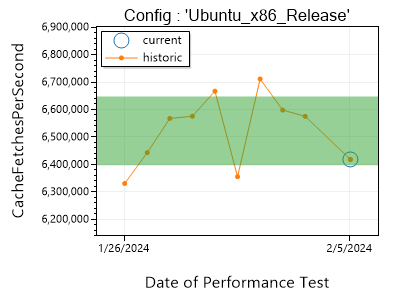 Config : 'Ubuntu_x86_Release'
6,900,000
6,800,000
6,700,000
6,600,000
6,500,000
6,400,000
6,300,000
6,200,000
CacheFetchesPerSecond
current
historic
1/26/2024
2/5/2024
Date of Performance Test